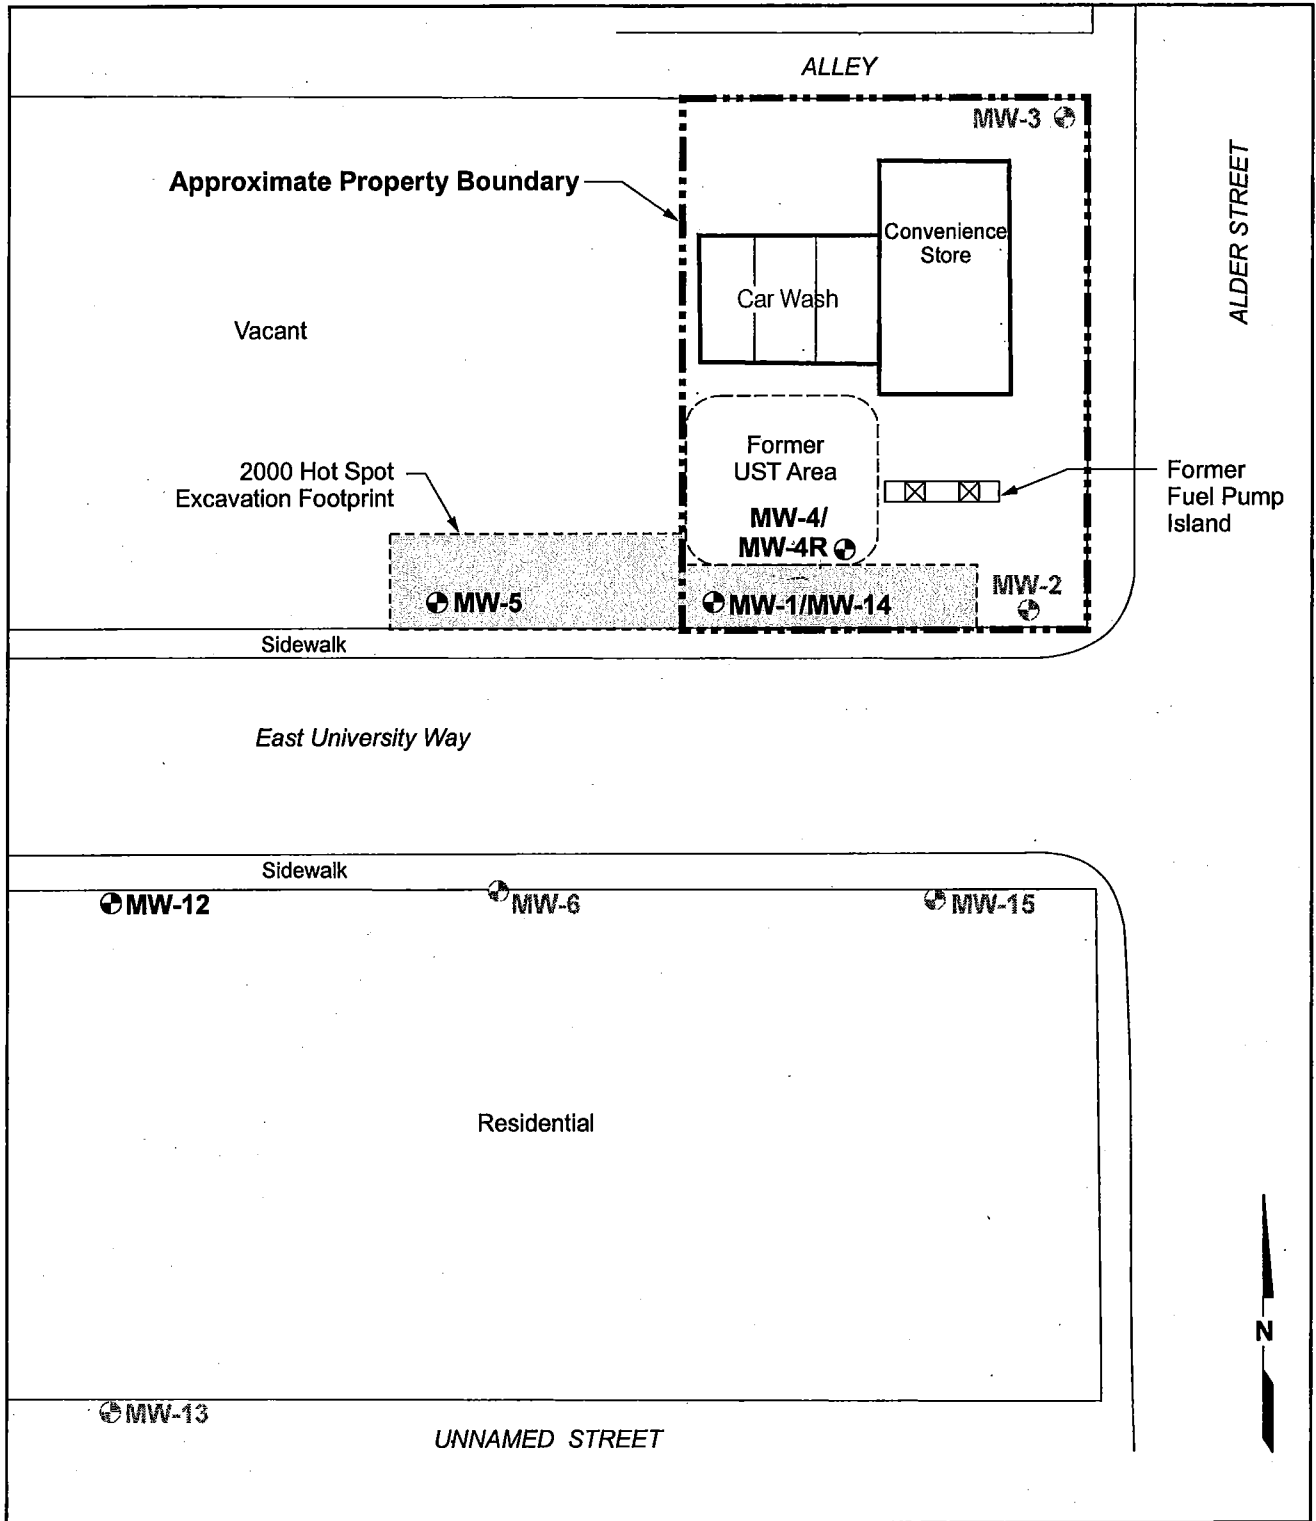 ALLEY
MW-3
Approximate Property Boundary
ALDER STREET
Convenience
Store
Car Wash
Vacant
Former
UST Area
2000 Hot Spot
Excavation Footprint
Former
Fuel Pump
Island
MW-4/
MW-4R
MW-2
MW-5
MW-1/MW-14
Sidewalk
East University Way
Sidewalk
MW-12
MW-6
MW-15
Residential
N
MW-13
UNNAMED STREET